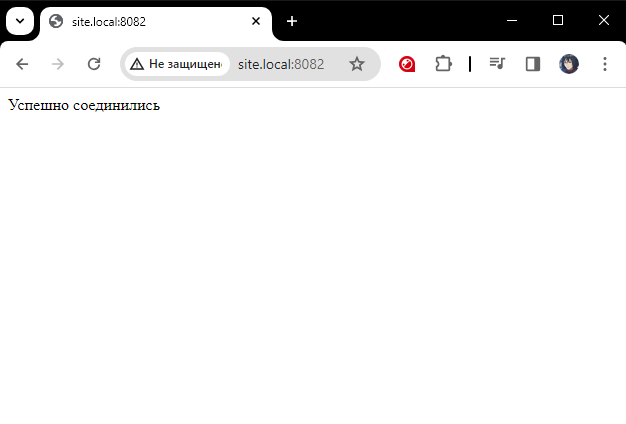 site.local:8082
Не защищено site.local:8082
Успешно соединились